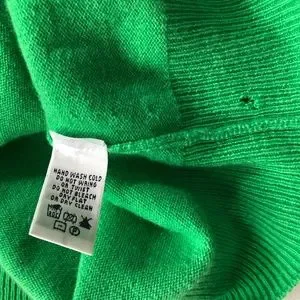 HAND WASH COLD
DO NOT WRING
OR TWIST
DO NOT BLEACH
DRY FLAT
OR DRY CLEAN